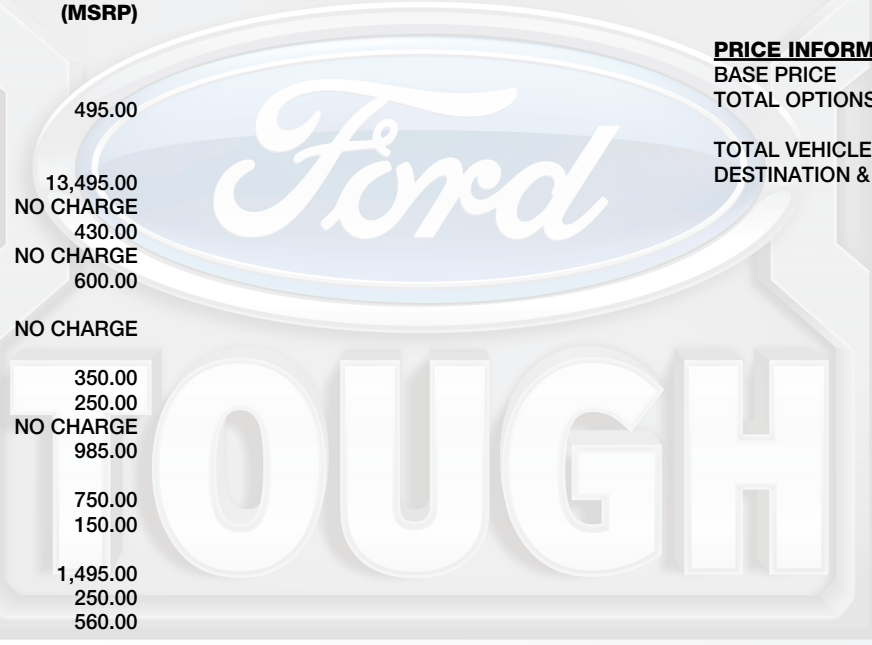 (MSRP)
495.00
13,495.00
NO CHARGE
430.00
NO CHARGE
600.00
NO CHARGE
350.00
250.00
NO CHARGE
985.00
750.00
150.00
1,495.00
250.00
560.00
PRICE INFORM
BASE PRICE
TOTAL OPTIONS
TOTAL VEHICLE
DESTINATION &
Ford
TOUGH